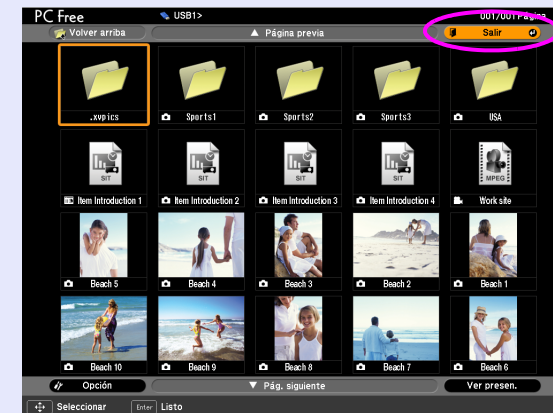 PC Free USB1> 001/001 Página
Volver arriba ▲ Página previa Salir
.xvpics Sports1 Sports2 Sports3 USA
SIT SIT SIT SIT MPEG
Item Introduction 1 Item Introduction 2 Item Introduction 3 Item Introduction 4 Work site
Beach 5 Beach 4 Beach 3 Beach 2 Beach 1
Beach 10 Beach 9 Beach 8 Beach 7 Beach 6
Opción ▼ Pág. siguiente Ver presen.
Seleccionar Enter Listo